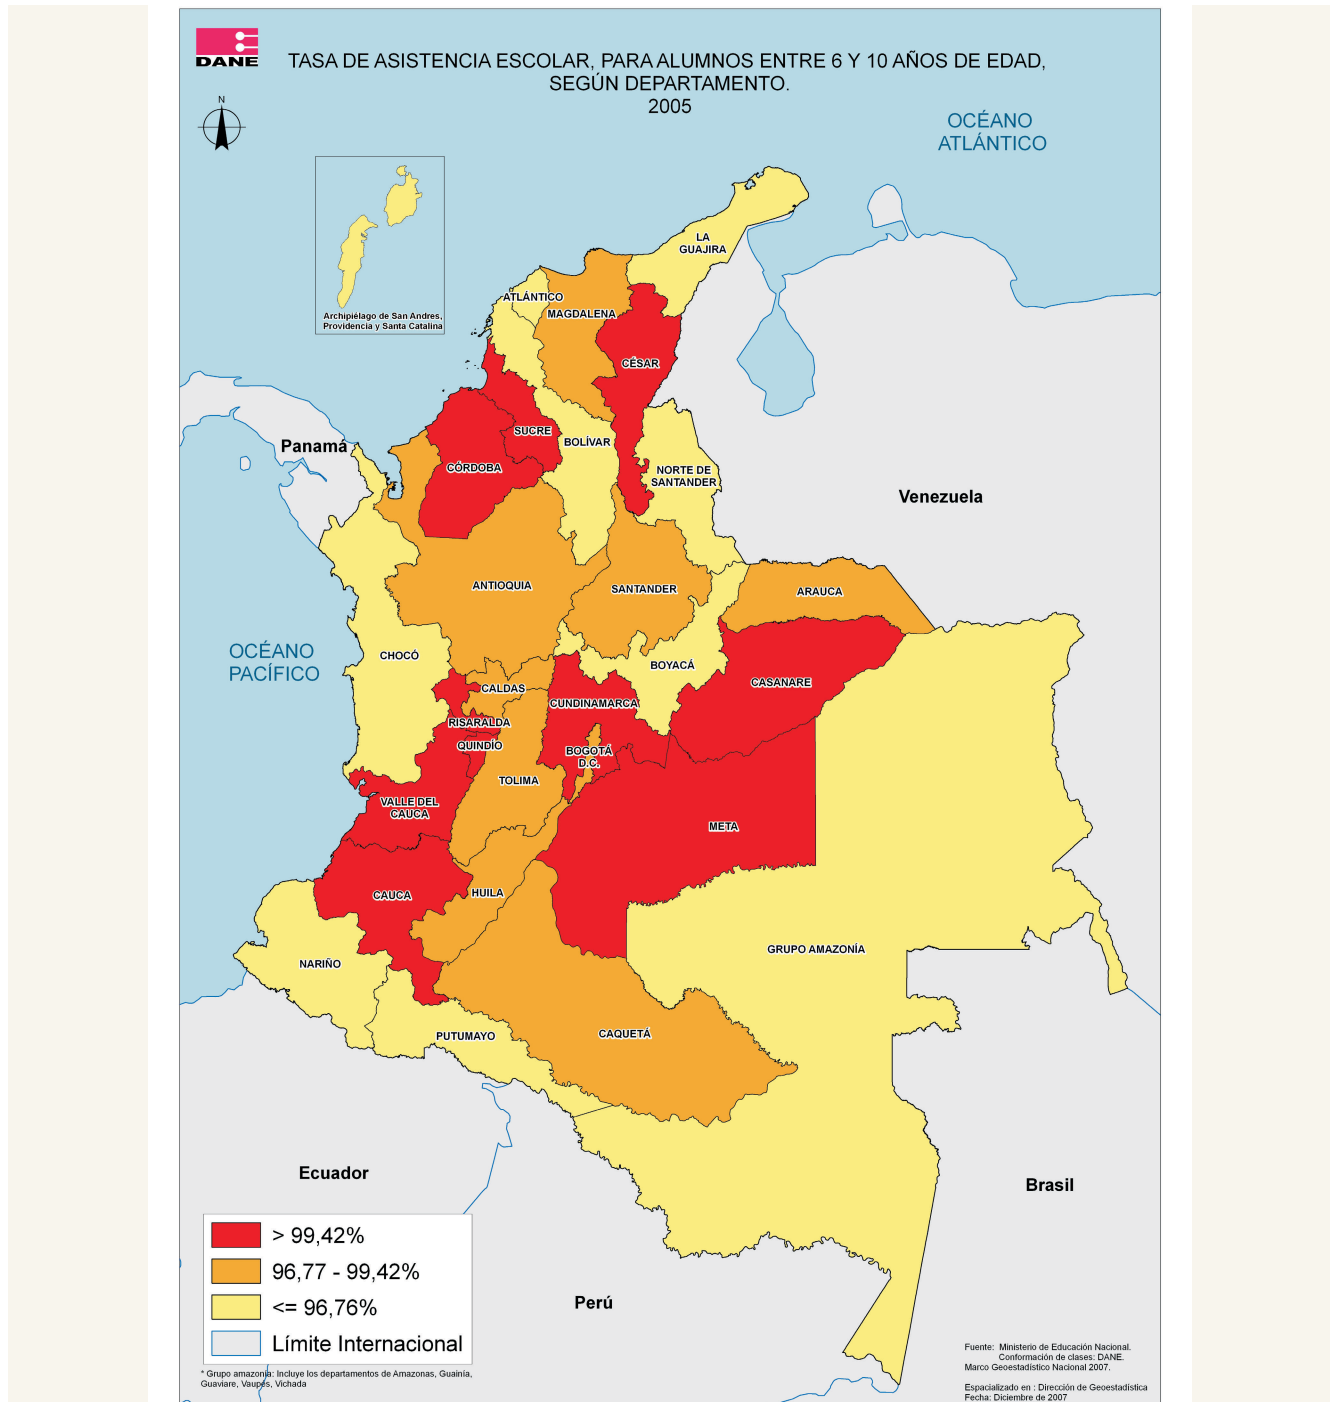 DANE
TASA DE ASISTENCIA ESCOLAR, PARA ALUMNOS ENTRE 6 Y 10 AÑOS DE EDAD,
SEGÚN DEPARTAMENTO.
2005
N
OCÉANO
ATLÁNTICO
Archipiélago de San Andres,
Providencia y Santa Catalina
LA
GUAJIRA
ATLÁNTICO
MAGDALENA
CÉSAR
SUCRE
BOLÍVAR
Panamá
CÓRDOBA
NORTE DE
SANTANDER
Venezuela
ANTIOQUIA
SANTANDER
ARAUCA
OCÉANO
PACÍFICO
CHOCÓ
BOYACÁ
CASANARE
CALDAS
CUNDINAMARCA
RISARALDA
QUINDÍO
BOGOTÁ
D.C.
TOLIMA
VALLE DEL
CAUCA
META
CAUCA
HUILA
GRUPO AMAZONÍA
NARIÑO
PUTUMAYO
CAQUETÁ
Ecuador
Brasil
Perú
> 99,42%
96,77 - 99,42%
<= 96,76%
Límite Internacional
* Grupo amazonía: Incluye los departamentos de Amazonas, Guainía,
Guaviare, Vaupés, Vichada
Fuente: Ministerio de Educación Nacional.
Conformación de clases: DANE.
Marco Geoestadístico Nacional 2007.
Espacializado en : Dirección de Geoestadística
Fecha: Diciembre de 2007